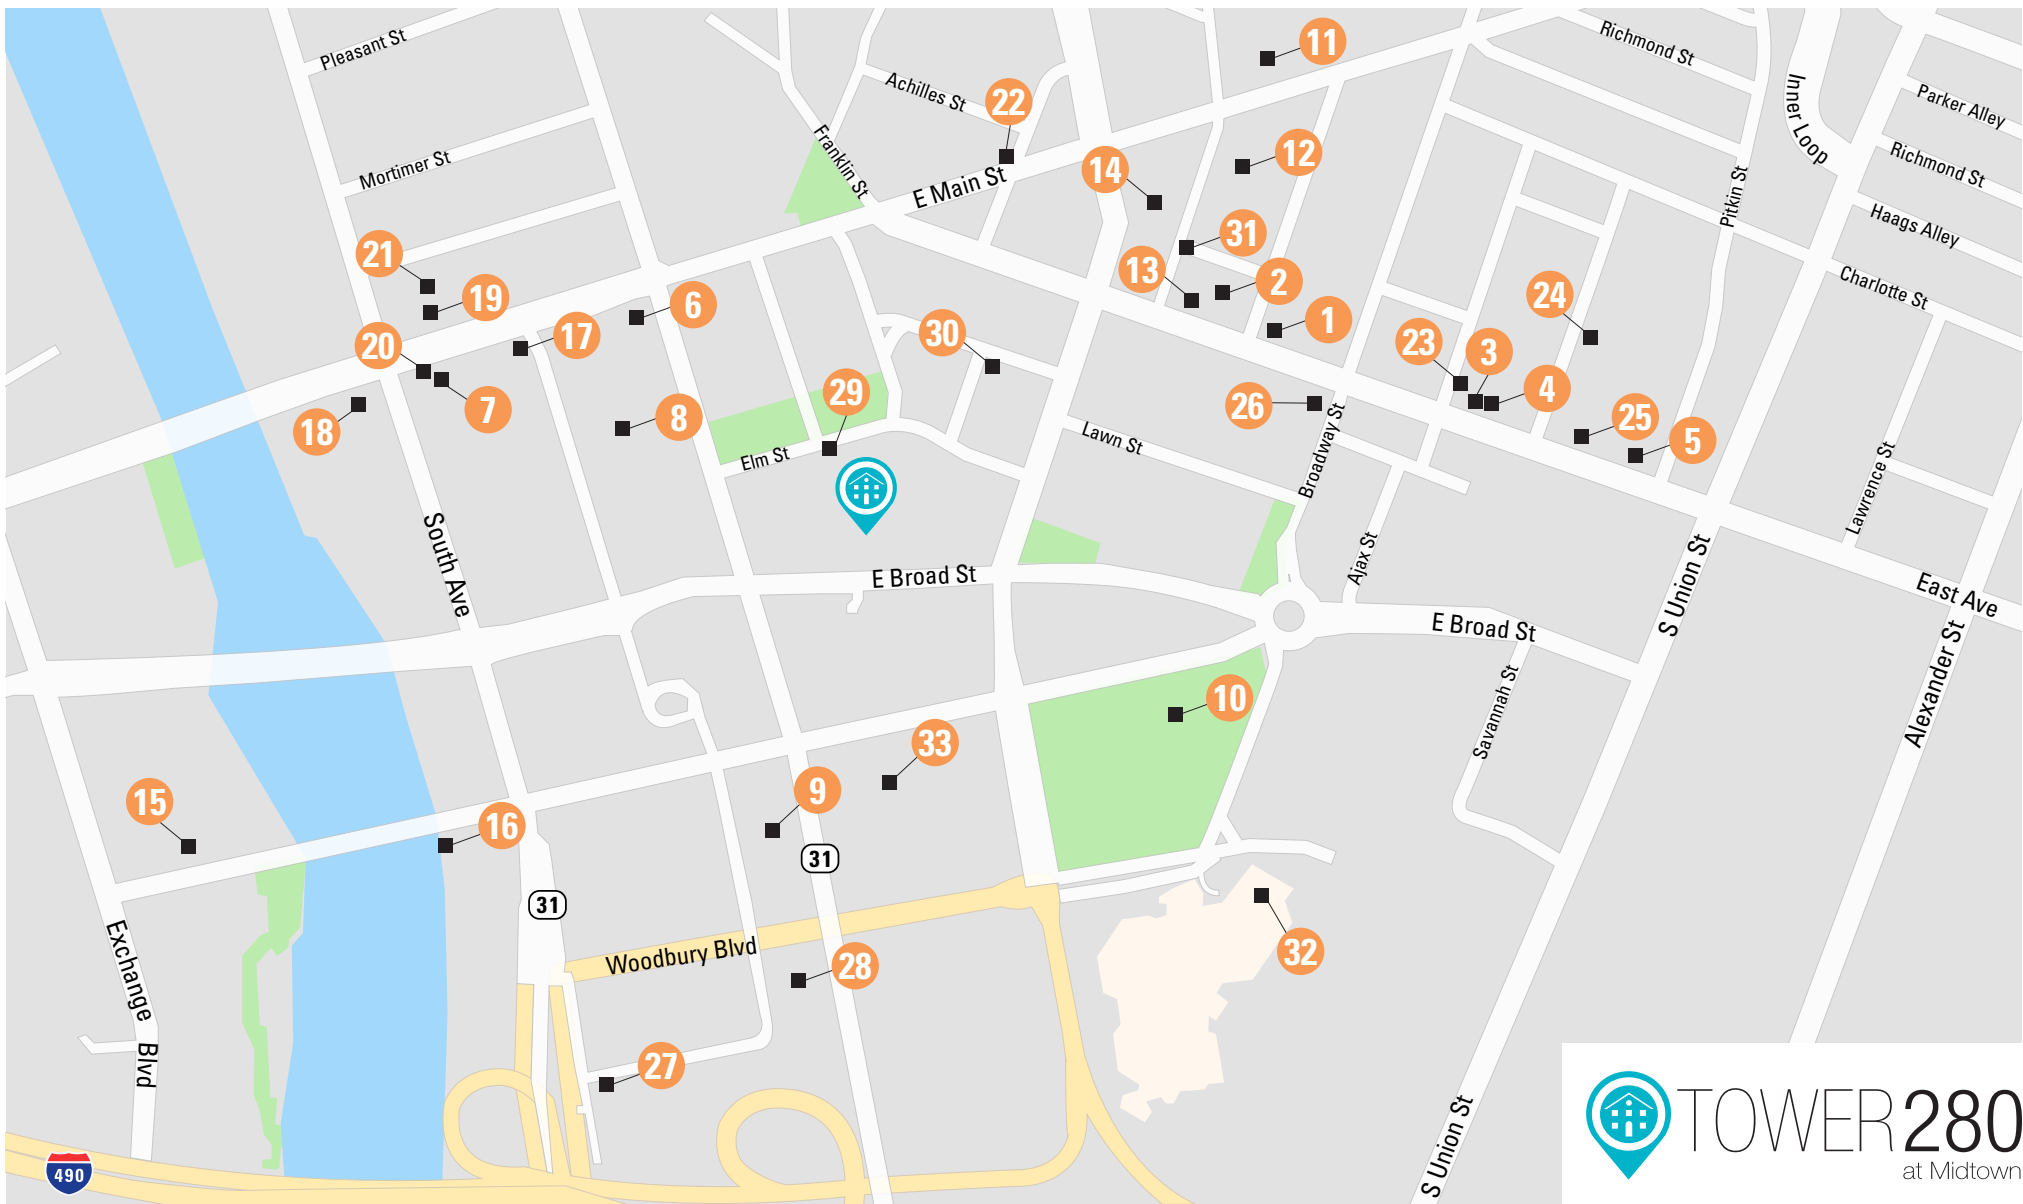 Pleasant St
Richmond St
11
Inner Loop
Parker Alley
Achilles St
22
Franklin St
Mortimer St
12
14
Richmond St
E Main St
Pitkin St
Haags Alley
31
21
13
2
Charlotte St
24
19
6
1
17
30
20
23
3
4
29
26
7
8
18
25
5
Lawn St
Broadway St
Elm St
Lawrence St
South Ave
Ajax St
S Union St
E Broad St
East Ave
E Broad St
Alexander St
Savannah St
10
33
9
15
16
31
31
Exchange Blvd
Woodbury Blvd
28
32
27
S Union St
490
TOWER 280
at Midtown